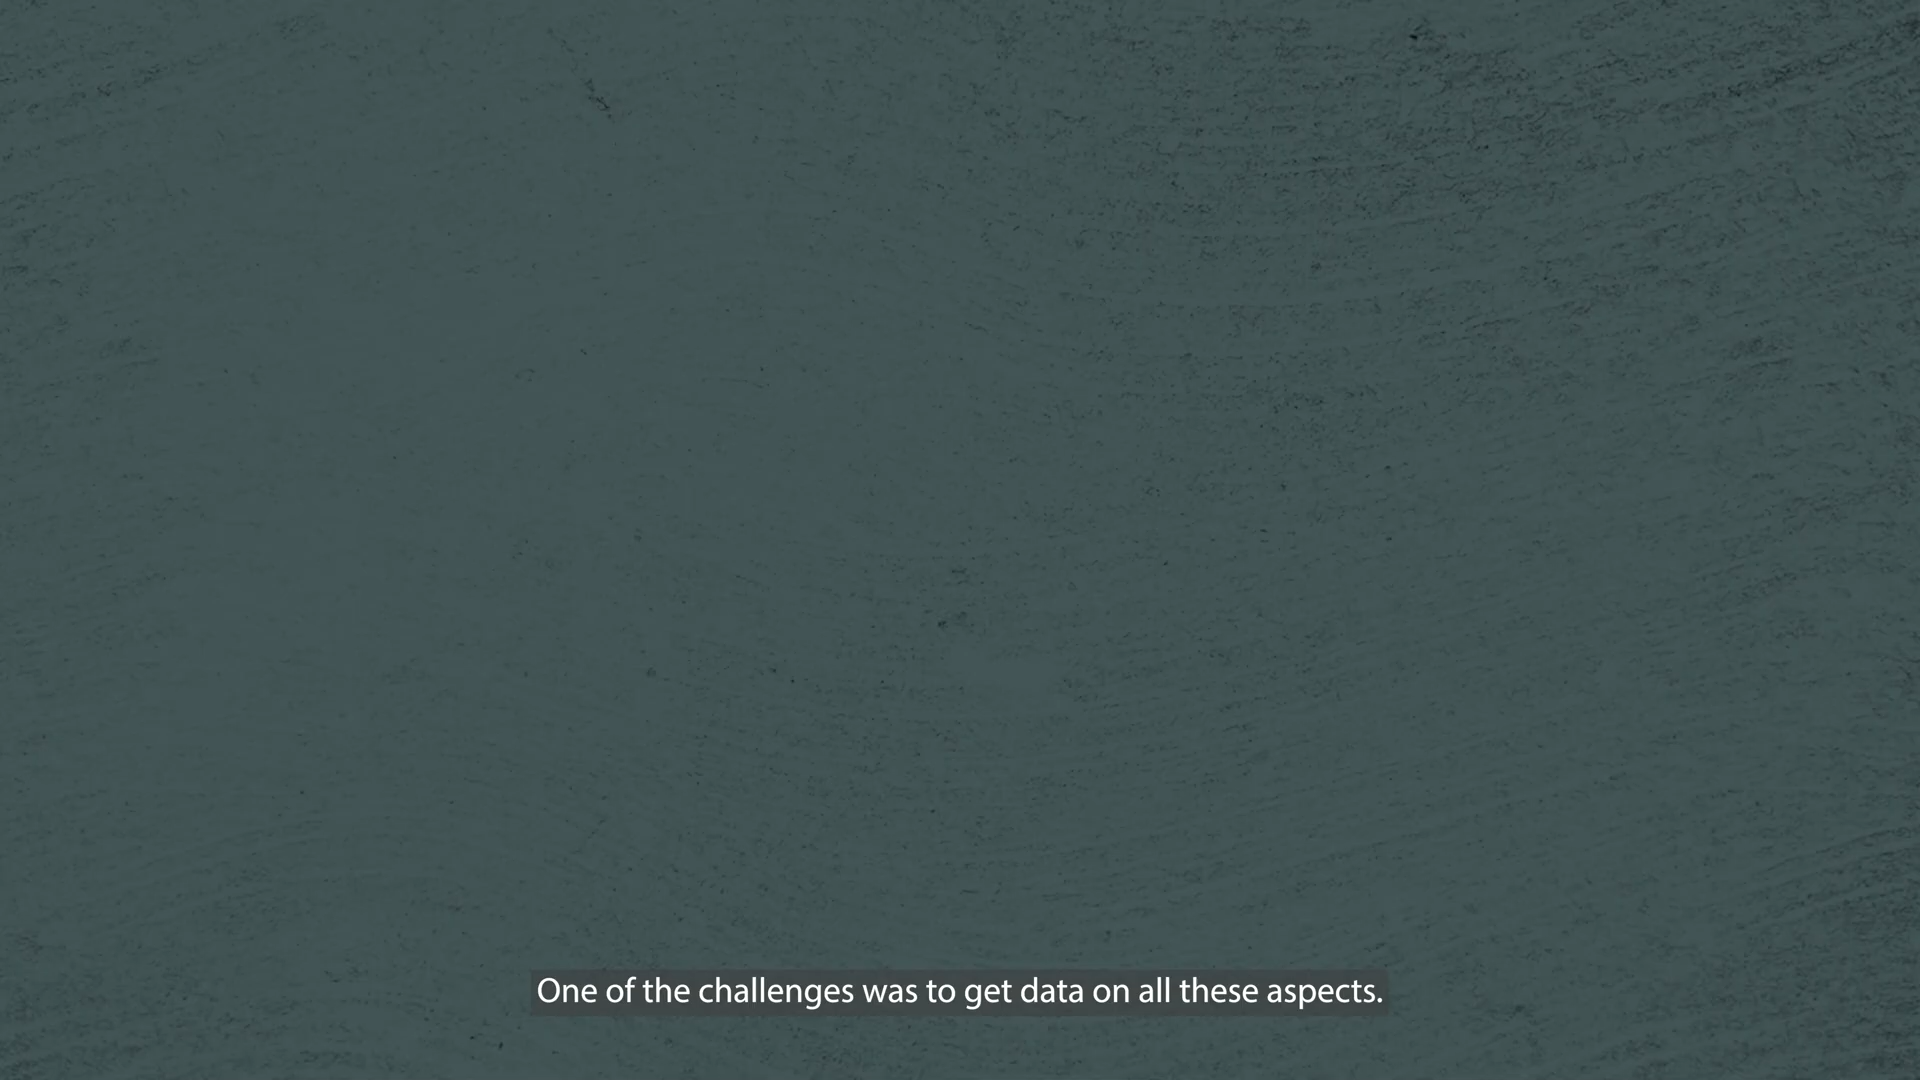 One of the challenges was to get data on all these aspects.